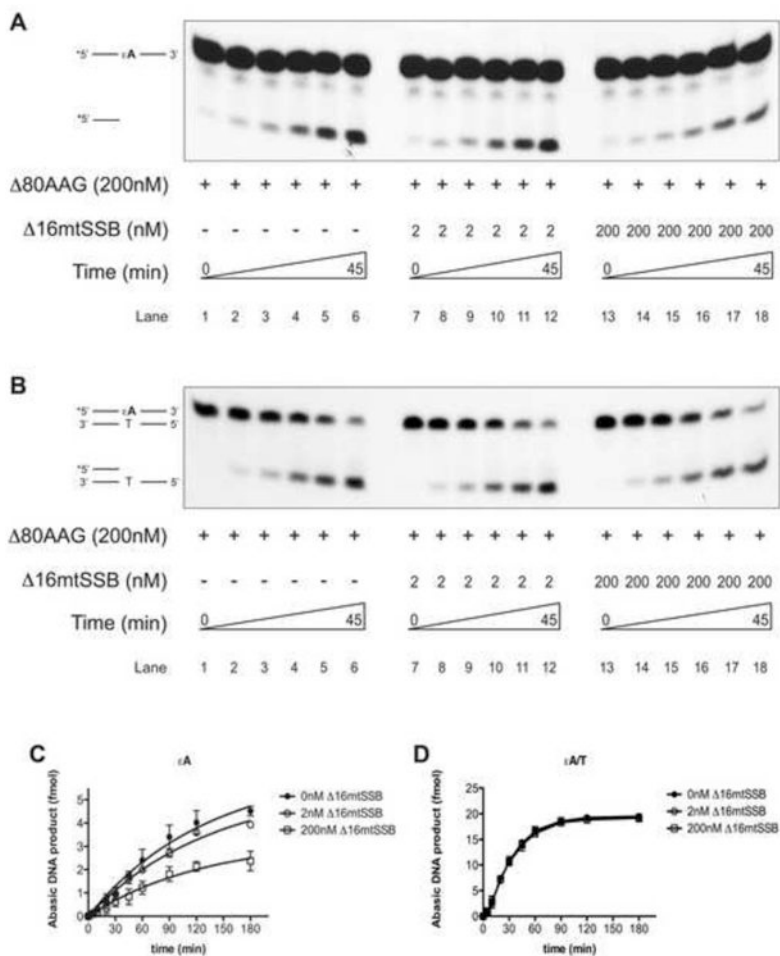 A
*5' — εA — 3'
*5' —
Δ80AAG (200nM) + + + + + + + + + + + + + + + + + +
Δ16mtSSB (nM) - - - - - - 2 2 2 2 2 2 200 200 200 200 200 200
Time (min) 0 45 0 45 0 45
Lane 1 2 3 4 5 6 7 8 9 10 11 12 13 14 15 16 17 18
B
*5' — εA — 3'
3' — T — 5'
*5' —
3' — T — 5'
Δ80AAG (200nM) + + + + + + + + + + + + + + + + + +
Δ16mtSSB (nM) - - - - - - 2 2 2 2 2 2 200 200 200 200 200 200
Time (min) 0 45 0 45 0 45
Lane 1 2 3 4 5 6 7 8 9 10 11 12 13 14 15 16 17 18
C
εA
Abasic DNA product (fmol)
5
4
3
2
1
0
0 30 60 90 120 150 180
time (min)
0nM Δ16mtSSB
2nM Δ16mtSSB
200nM Δ16mtSSB
D
εA/T
Abasic DNA product (fmol)
25
20
15
10
5
0
0 30 60 90 120 150 180
time (min)
0nM Δ16mtSSB
2nM Δ16mtSSB
200nM Δ16mtSSB